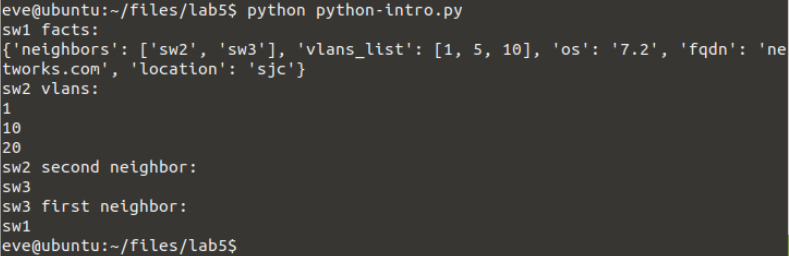 eve@ubuntu:~/files/lab5$ python python-intro.py
sw1 facts:
{'neighbors': ['sw2', 'sw3'], 'vlans_list': [1, 5, 10], 'os': '7.2', 'fqdn': 'ne
tworks.com', 'location': 'sjc'}
sw2 vlans:
1
10
20
sw2 second neighbor:
sw3
sw3 first neighbor:
sw1
eve@ubuntu:~/files/lab5$